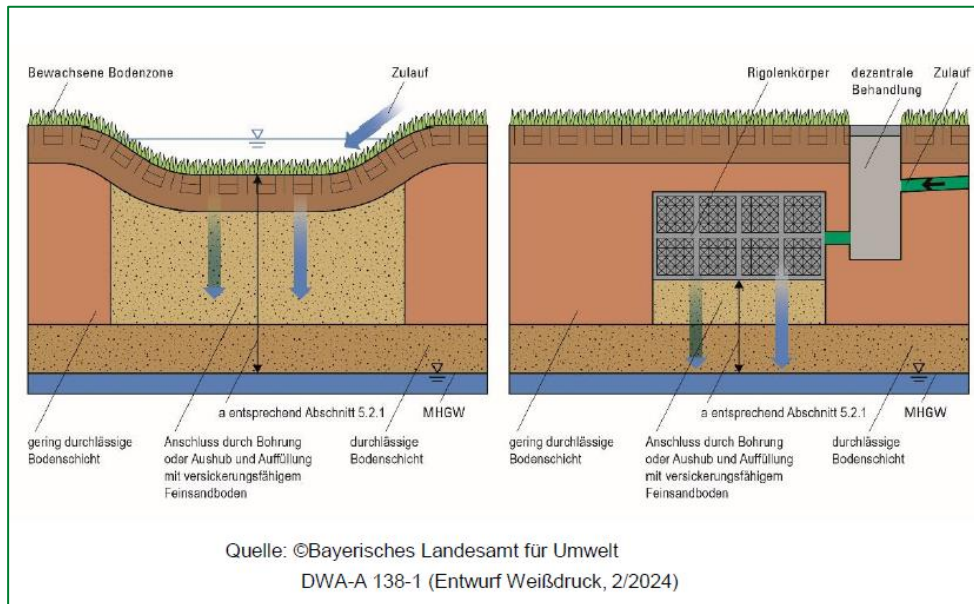 Bewachsene Bodenzone
Zulauf
gering durchlässige
Bodenschicht
Anschluss durch Bohrung
oder Aushub und Auffüllung
mit versickerungsfähigem
Feinsandboden
a entsprechend Abschnitt 5.2.1
durchlässige
Bodenschicht
MHGW
Rigolenkörper
dezentrale
Behandlung
Zulauf
gering durchlässige
Bodenschicht
Anschluss durch Bohrung
oder Aushub und Auffüllung
mit versickerungsfähigem
Feinsandboden
a entsprechend Abschnitt 5.2.1
durchlässige
Bodenschicht
MHGW
Quelle: ©Bayerisches Landesamt für Umwelt
DWA-A 138-1 (Entwurf Weißdruck, 2/2024)